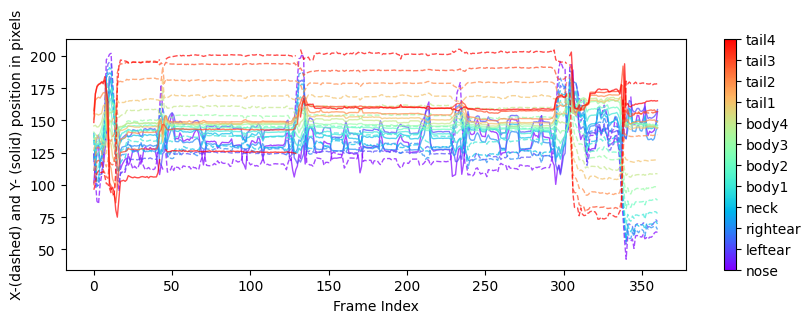 X-(dashed) and Y- (solid) position in pixels
200
175
150
125
100
75
50
0
50
100
150
200
250
300
350
Frame Index
tail4
tail3
tail2
tail1
body4
body3
body2
body1
neck
rightear
leftear
nose